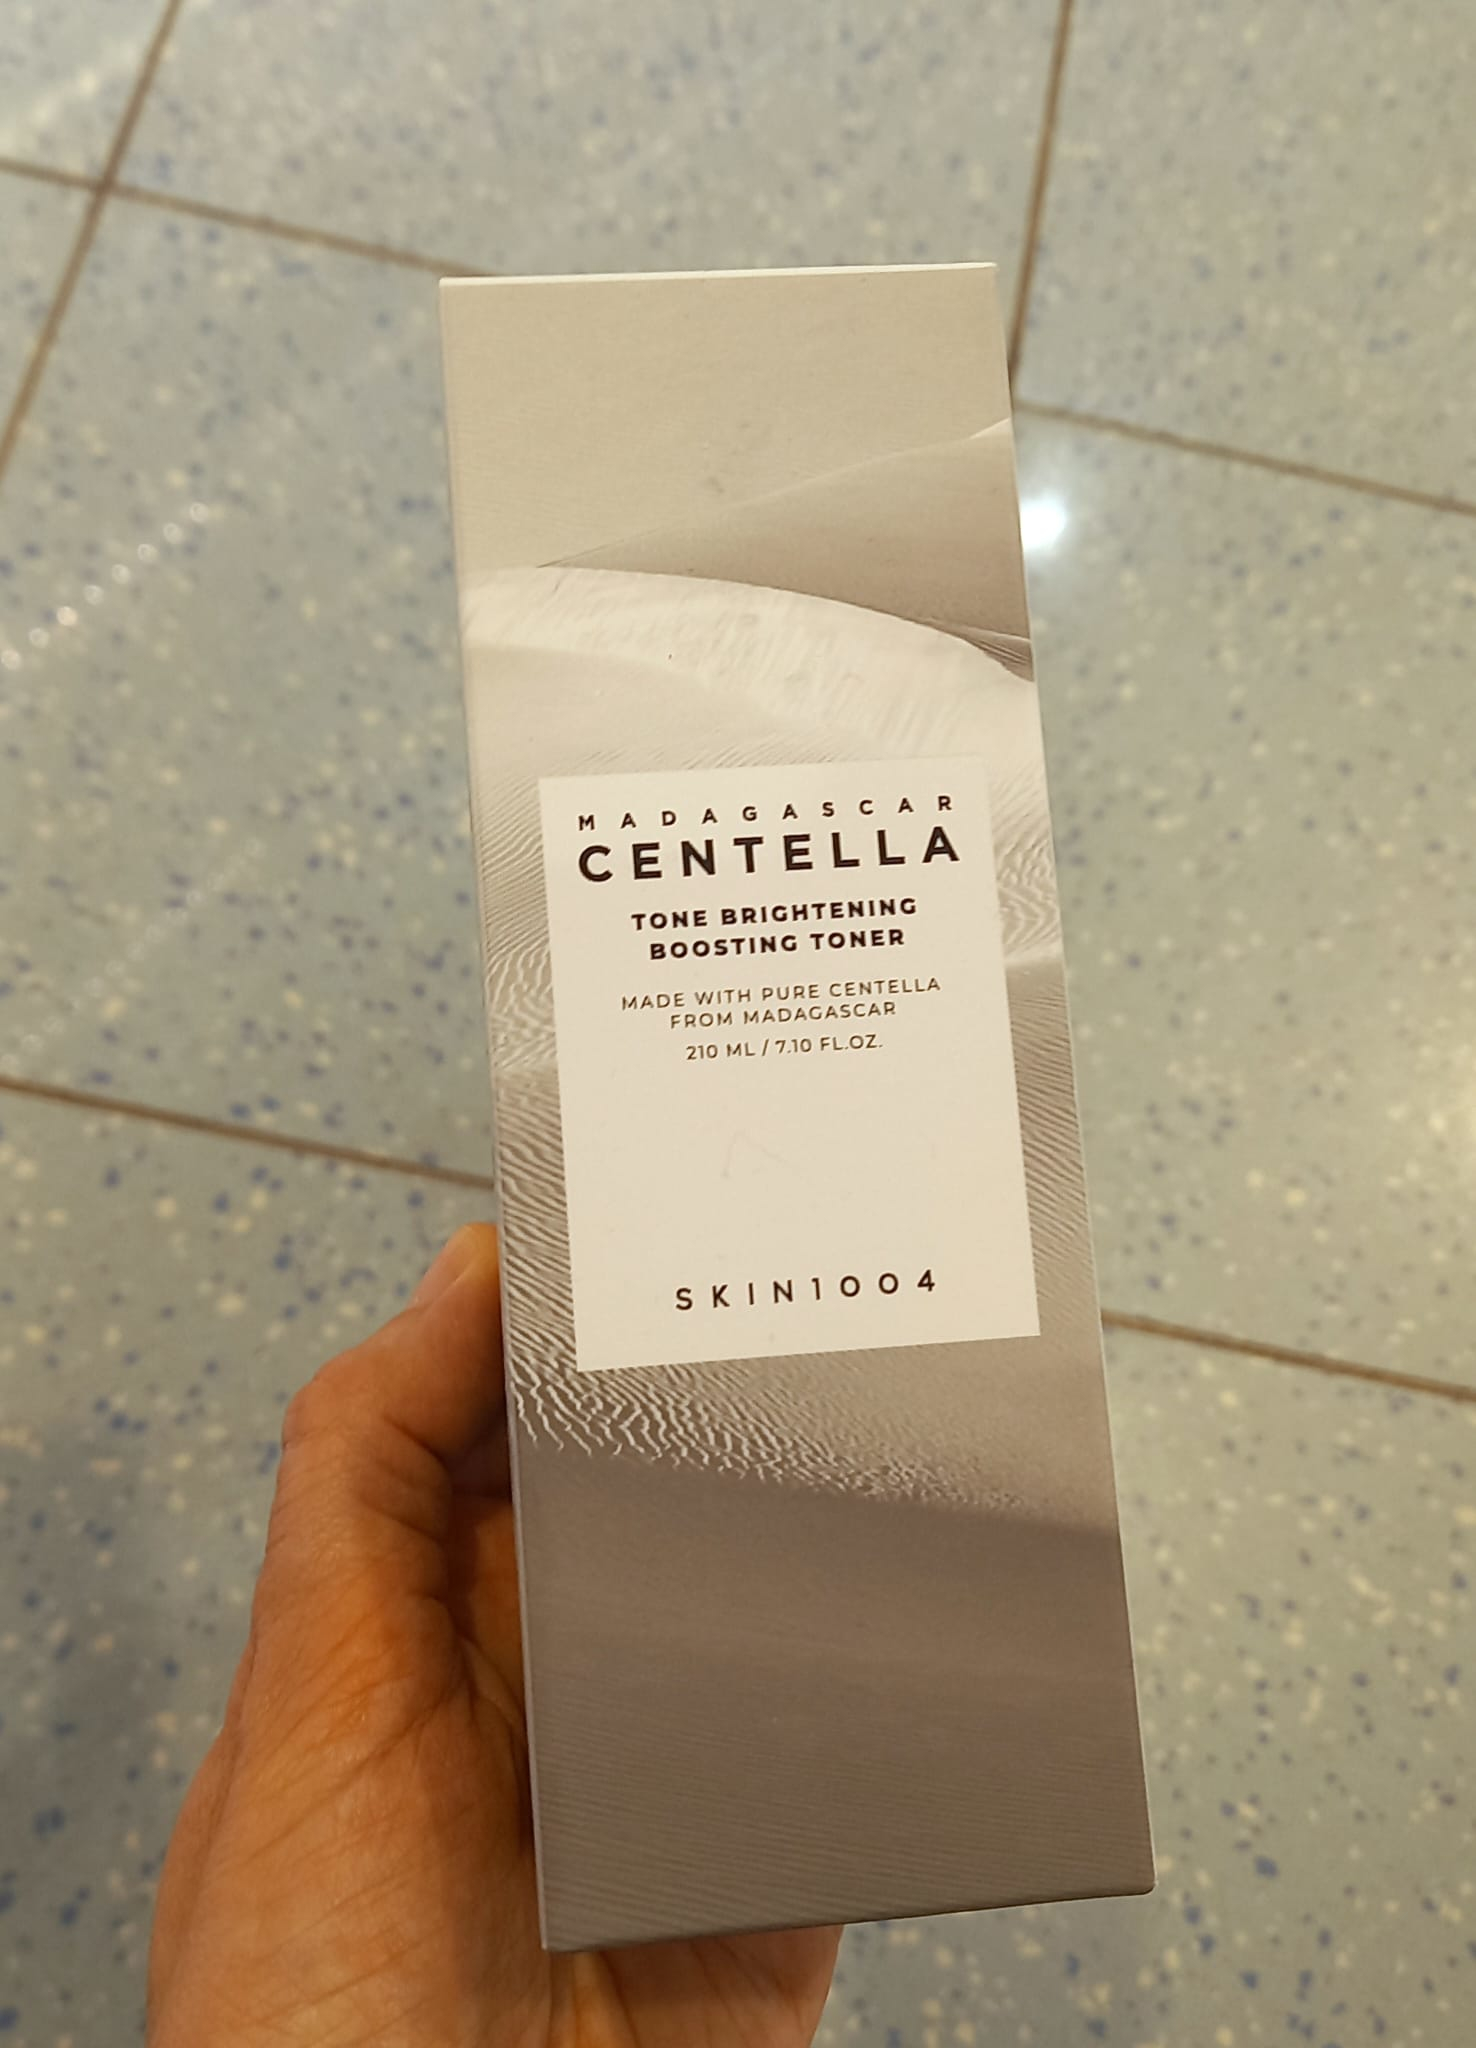 MADAGASCAR
CENTELLA
TONE BRIGHTENING
BOOSTING TONER
MADE WITH PURE CENTELLA
FROM MADAGASCAR
210 ML / 7.10 FL.OZ.
SKIN1004